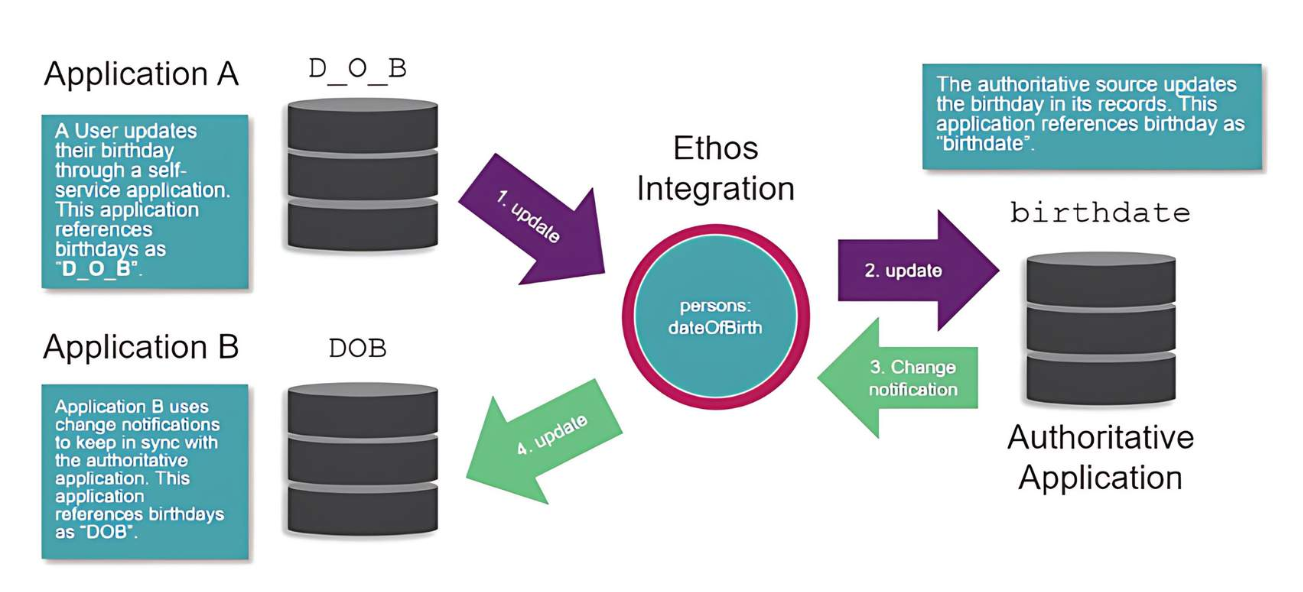 Application A
D_O_B
A User updates
their birthday
through a self-
service application.
This application
references
birthdays as
"D_O_B".
1. update
Ethos
Integration
persons:
dateOfBirth
2. update
3. Change
notification
The authoritative source updates
the birthday in its records. This
application references birthday as
"birthdate".
birthdate
Authoritative
Application
Application B
DOB
Application B uses
change notifications
to keep in sync with
the authoritative
application. This
application
references birthdays
as "DOB".
4. update